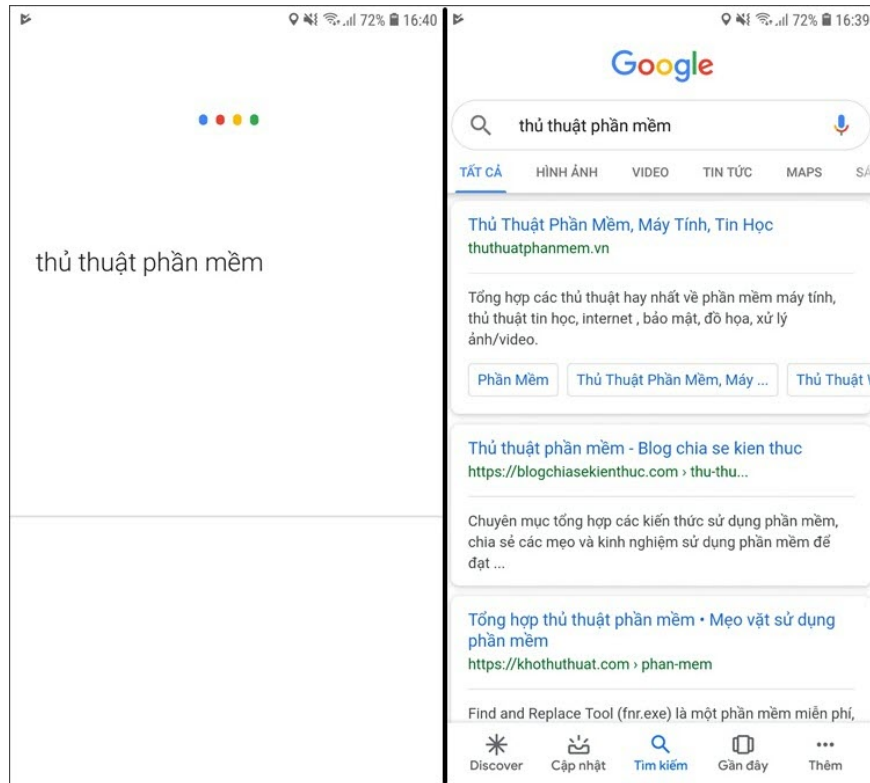 72% 16:40
thủ thuật phần mềm
72% 16:39
Google
thủ thuật phần mềm
TẤT CẢ HÌNH ẢNH VIDEO TIN TỨC MAPS SÁ
Thủ Thuật Phần Mềm, Máy Tính, Tin Học
thuthuatphanmem.vn
Tổng hợp các thủ thuật hay nhất về phần mềm máy tính,
thủ thuật tin học, internet , bảo mật, đồ họa, xử lý
ảnh/video.
Phần Mềm Thủ Thuật Phần Mềm, Máy ... Thủ Thuật
Thủ thuật phần mềm - Blog chia se kien thuc
https://blogchiasekienthuc.com › thu-thu...
Chuyên mục tổng hợp các kiến thức sử dụng phần mềm,
chia sẻ các mẹo và kinh nghiệm sử dụng phần mềm để
đạt ...
Tổng hợp thủ thuật phần mềm • Mẹo vặt sử dụng
phần mềm
https://khothuthuat.com › phan-mem
Find and Replace Tool (fnr.exe) là một phần mềm miễn phí,
Discover Cập nhật Tìm kiếm Gần đây Thêm